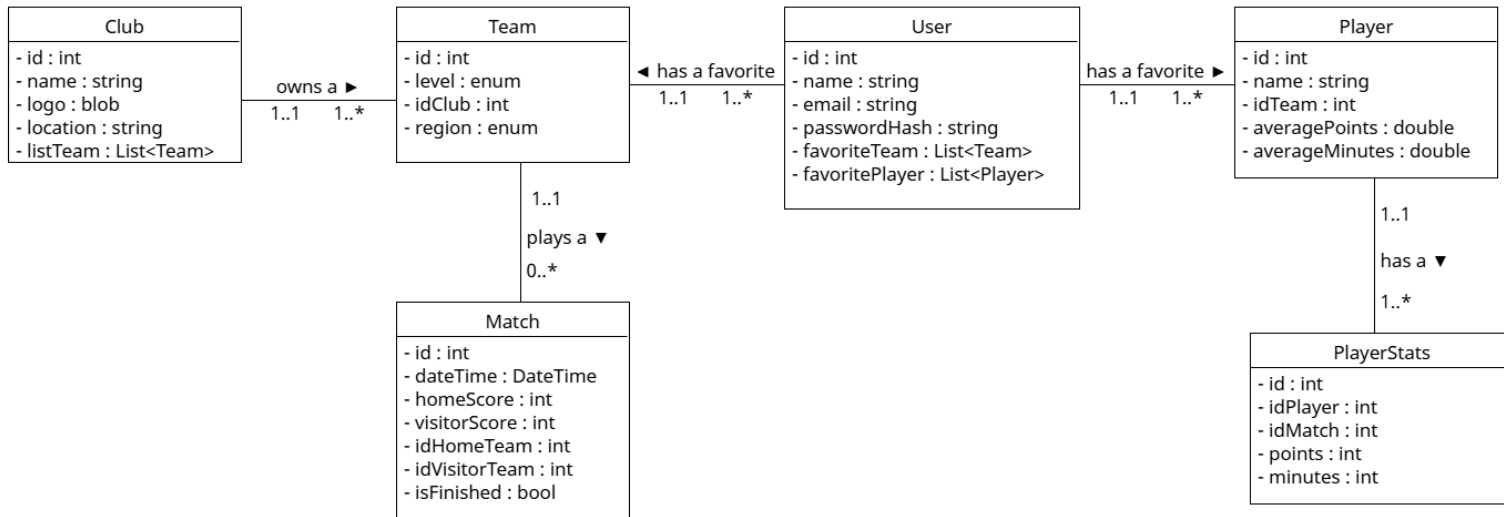 Club
- id : int
- name : string
- logo : blob
- location : string
- listTeam : List<Team>
owns a ►
1..1 1..*
Team
- id : int
- level : enum
- idClub : int
- region : enum
◄ has a favorite
1..1 1..*
User
- id : int
- name : string
- email : string
- passwordHash : string
- favoriteTeam : List<Team>
- favoritePlayer : List<Player>
has a favorite ►
1..1 1..*
Player
- id : int
- name : string
- idTeam : int
- averagePoints : double
- averageMinutes : double
1..1
plays a ▼
0..*
Match
- id : int
- dateTime : DateTime
- homeScore : int
- visitorScore : int
- idHomeTeam : int
- idVisitorTeam : int
- isFinished : bool
1..1
has a ▼
1..*
PlayerStats
- id : int
- idPlayer : int
- idMatch : int
- points : int
- minutes : int